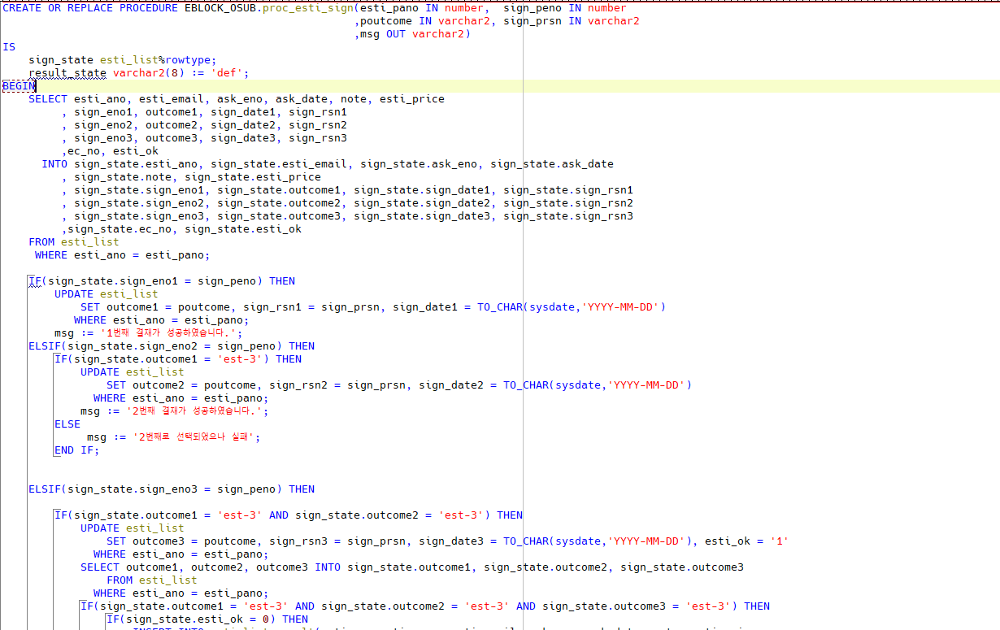 CREATE OR REPLACE PROCEDURE EBLOCK_OSUB.proc_esti_sign(esti_pano IN number,  sign_peno IN number
,poutcome IN varchar2, sign_prsn IN varchar2
,msg OUT varchar2)
IS
sign_state esti_list%rowtype;
result_state varchar2(8) := 'def';
BEGIN
SELECT esti_ano, esti_email, ask_eno, ask_date, note, esti_price
, sign_eno1, outcome1, sign_date1, sign_rsn1
, sign_eno2, outcome2, sign_date2, sign_rsn2
, sign_eno3, outcome3, sign_date3, sign_rsn3
,ec_no, esti_ok
INTO sign_state.esti_ano, sign_state.esti_email, sign_state.ask_eno, sign_state.ask_date
, sign_state.note, sign_state.esti_price
, sign_state.sign_eno1, sign_state.outcome1, sign_state.sign_date1, sign_state.sign_rsn1
, sign_state.sign_eno2, sign_state.outcome2, sign_state.sign_date2, sign_state.sign_rsn2
, sign_state.sign_eno3, sign_state.outcome3, sign_state.sign_date3, sign_state.sign_rsn3
,sign_state.ec_no, sign_state.esti_ok
FROM esti_list
WHERE esti_ano = esti_pano;
IF(sign_state.sign_eno1 = sign_peno) THEN
UPDATE esti_list
SET outcome1 = poutcome, sign_rsn1 = sign_prsn, sign_date1 = TO_CHAR(sysdate,'YYYY-MM-DD')
WHERE esti_ano = esti_pano;
msg := '1번째 결재가 성공하였습니다.';
ELSIF(sign_state.sign_eno2 = sign_peno) THEN
IF(sign_state.outcome1 = 'est-3') THEN
UPDATE esti_list
SET outcome2 = poutcome, sign_rsn2 = sign_prsn, sign_date2 = TO_CHAR(sysdate,'YYYY-MM-DD')
WHERE esti_ano = esti_pano;
msg := '2번째 결재가 성공하였습니다.';
ELSE
msg := '2번째로 선택되었으나 실패';
END IF;
ELSIF(sign_state.sign_eno3 = sign_peno) THEN
IF(sign_state.outcome1 = 'est-3' AND sign_state.outcome2 = 'est-3') THEN
UPDATE esti_list
SET outcome3 = poutcome, sign_rsn3 = sign_prsn, sign_date3 = TO_CHAR(sysdate,'YYYY-MM-DD'), esti_ok = '1'
WHERE esti_ano = esti_pano;
SELECT outcome1, outcome2, outcome3 INTO sign_state.outcome1, sign_state.outcome2, sign_state.outcome3
FROM esti_list
WHERE esti_ano = esti_pano;
IF(sign_state.outcome1 = 'est-3' AND sign_state.outcome2 = 'est-3' AND sign_state.outcome3 = 'est-3') THEN
IF(sign_state.esti_ok = 0) THEN